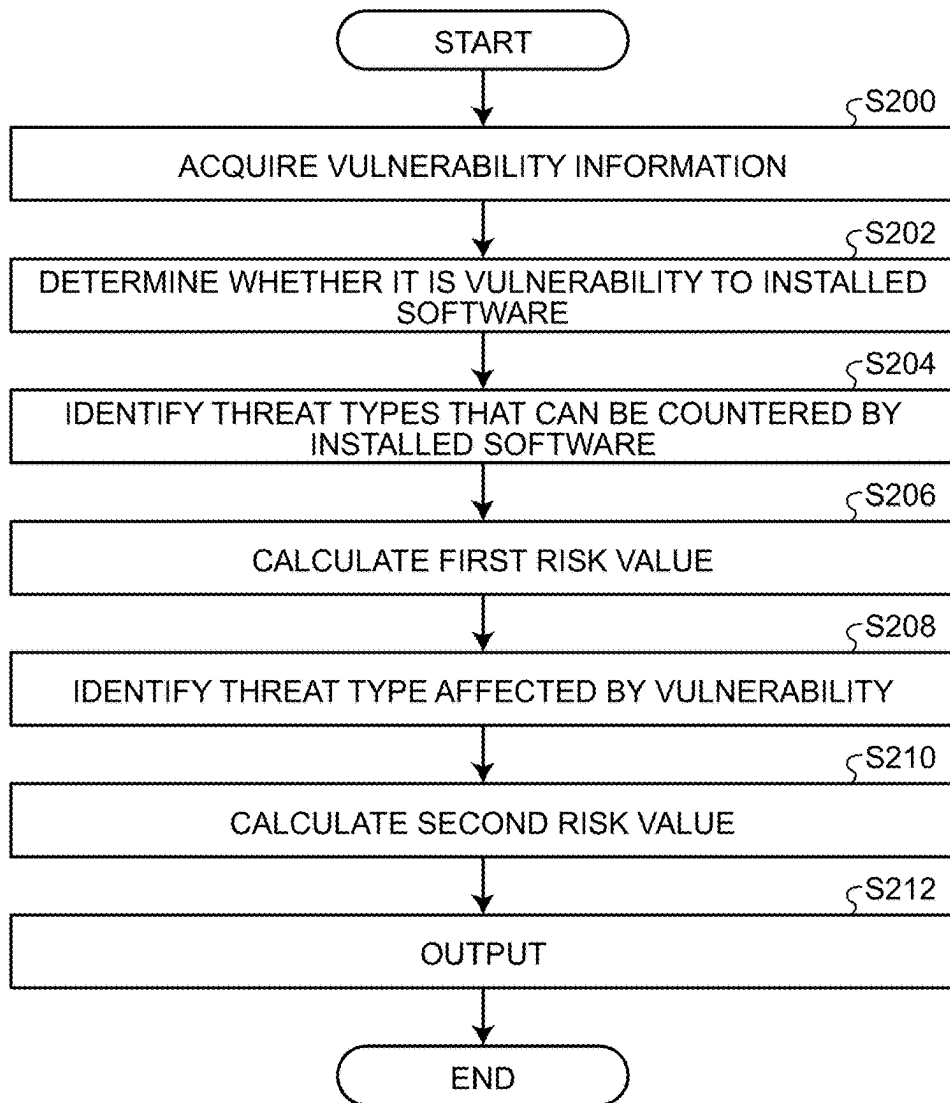 START
S200
ACQUIRE VULNERABILITY INFORMATION
S202
DETERMINE WHETHER IT IS VULNERABILITY TO INSTALLED
SOFTWARE
S204
IDENTIFY THREAT TYPES THAT CAN BE COUNTERED BY
INSTALLED SOFTWARE
S206
CALCULATE FIRST RISK VALUE
S208
IDENTIFY THREAT TYPE AFFECTED BY VULNERABILITY
S210
CALCULATE SECOND RISK VALUE
S212
OUTPUT
END